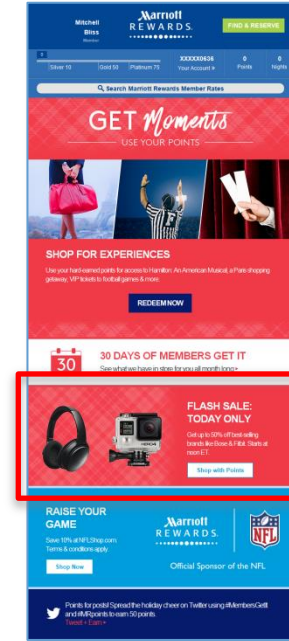 Mitchell
Bliss
Member
Marriott
REWARDS.
FIND & RESERVE
0
Silver 10
Gold 50
Platinum 75
XXXXX0636
Your Account »
0
Points
0
Nights
Search Marriott Rewards Member Rates
GET Moments
USE YOUR POINTS
SHOP FOR EXPERIENCES
Use your hard-earned points for access to Hamilton: An American Musical, a Paris shopping
getaway, VIP tickets to football games & more.
REDEEM NOW
30
30 DAYS OF MEMBERS GET IT
See what we have in store for you all month long »
FLASH SALE:
TODAY ONLY
Get up to 50% off best-selling
brands like Bose & Fitbit. Starts at
noon ET.
Shop with Points
RAISE YOUR
GAME
Save 10% at NFLShop.com.
Terms & conditions apply.
Shop Now
Marriott
REWARDS.
NFL
Official Sponsor of the NFL
Points for posts! Spread the holiday cheer on Twitter using #MembersGetIt
and #MRpoints to earn 50 points.
Tweet + Earn »